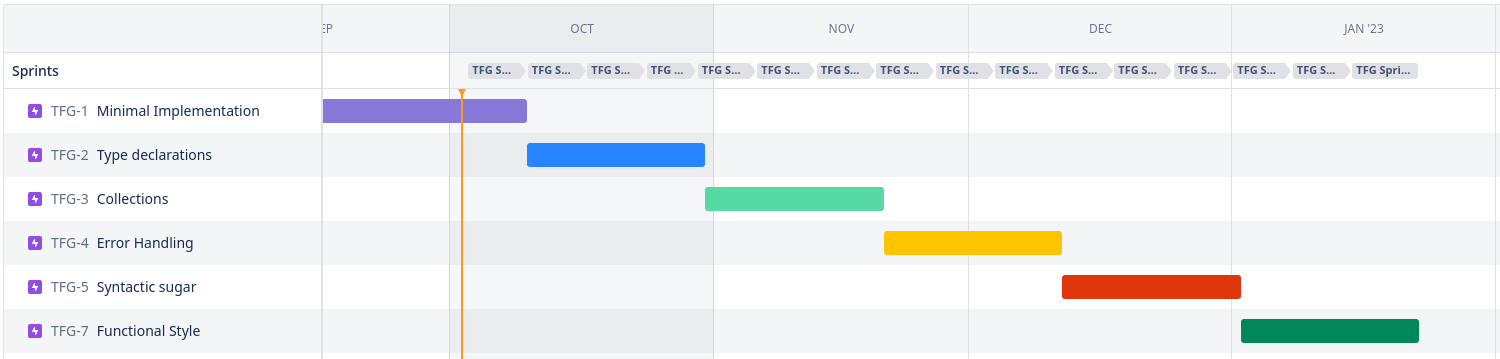 EP OCT NOV DEC JAN '23
Sprints TFG S... TFG S... TFG S... TFG ... TFG S... TFG S... TFG S... TFG S... TFG S... TFG S... TFG S... TFG S... TFG S... TFG S... TFG S... TFG Spri...
TFG-1 Minimal Implementation
TFG-2 Type declarations
TFG-3 Collections
TFG-4 Error Handling
TFG-5 Syntactic sugar
TFG-7 Functional Style